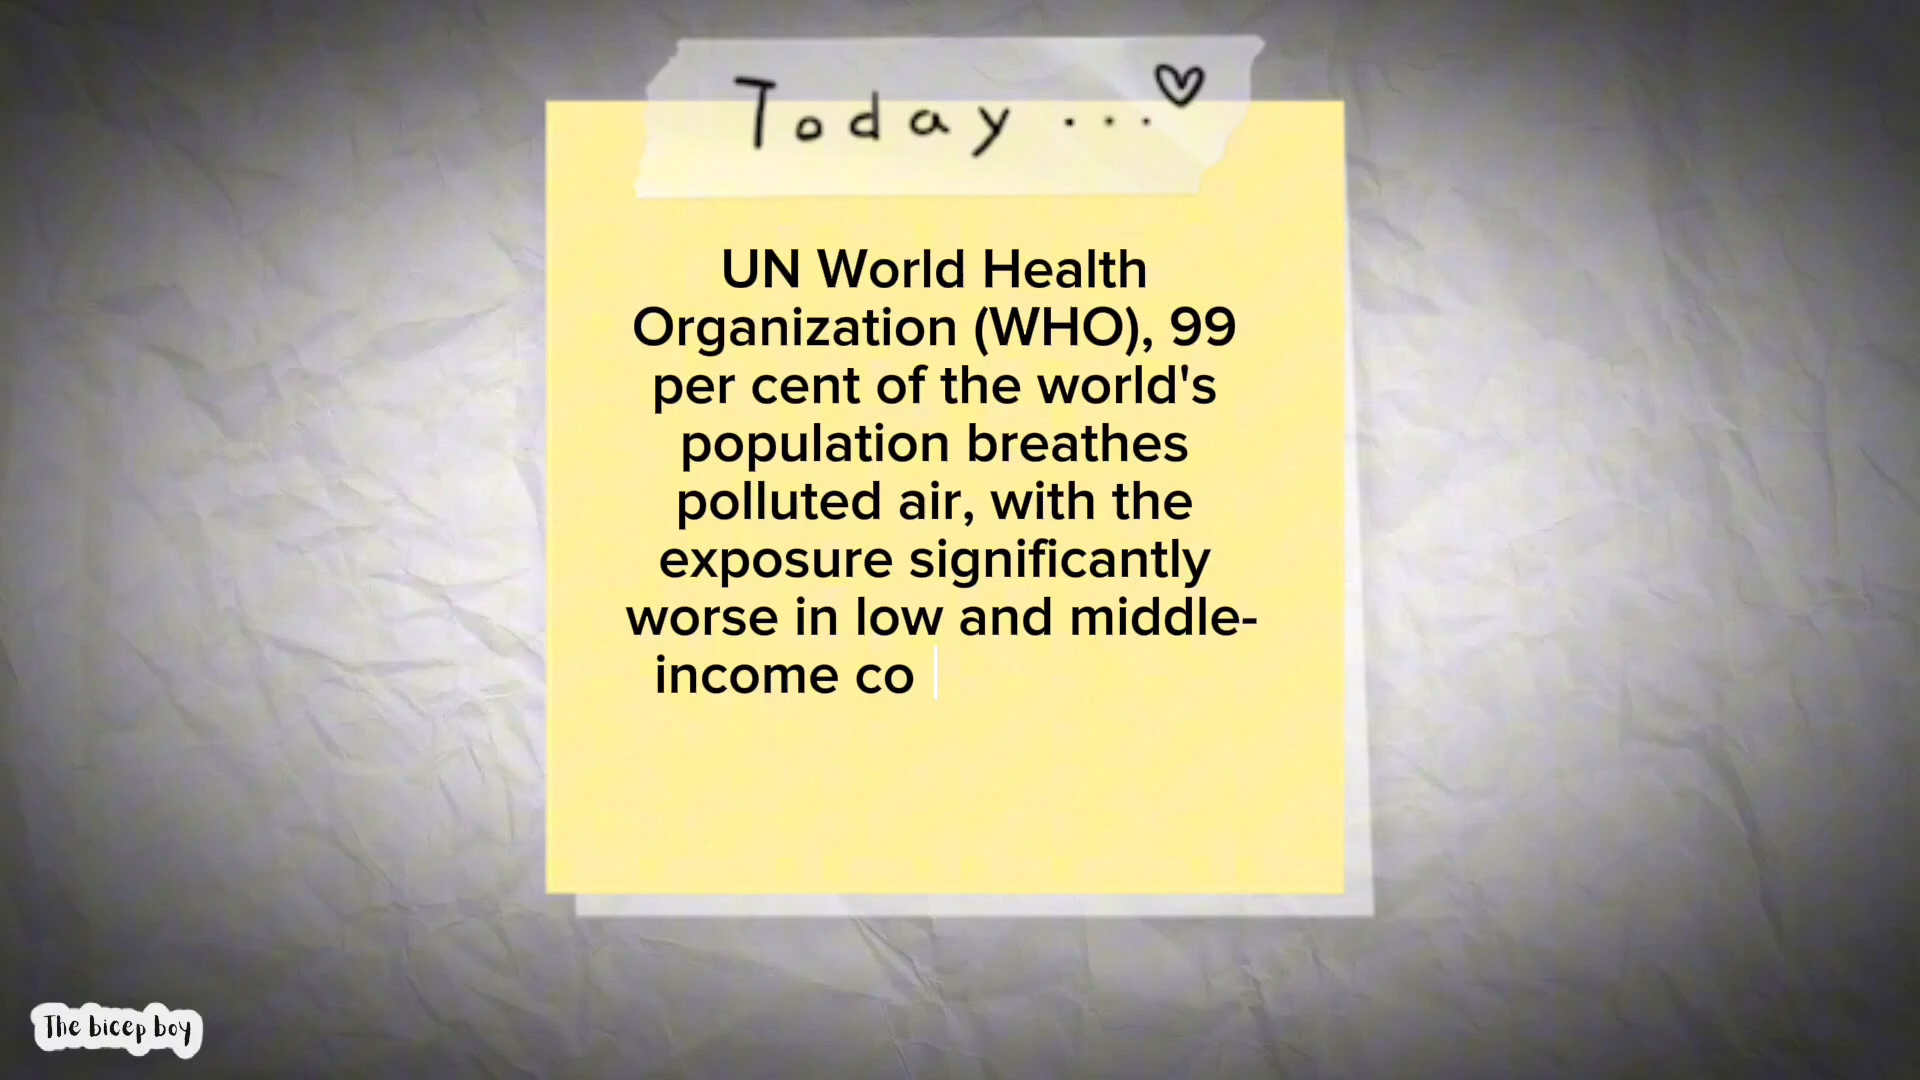 Today ...
UN World Health
Organization (WHO), 99
per cent of the world's
population breathes
polluted air, with the
exposure significantly
worse in low and middle-
income co
The bicep boy